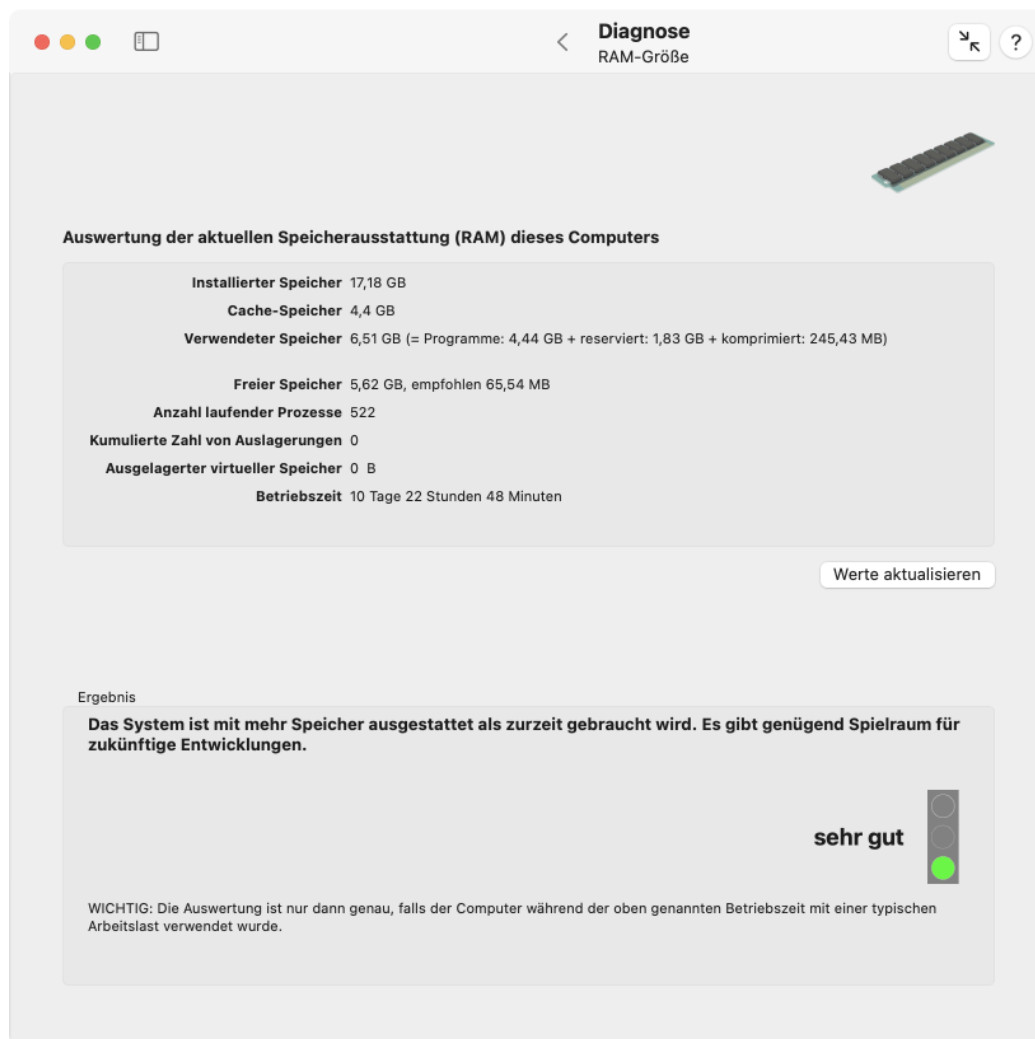 Diagnose
RAM-Größe
?
Auswertung der aktuellen Speicherausstattung (RAM) dieses Computers
Installierter Speicher 17,18 GB
Cache-Speicher 4,4 GB
Verwendeter Speicher 6,51 GB (= Programme: 4,44 GB + reserviert: 1,83 GB + komprimiert: 245,43 MB)
Freier Speicher 5,62 GB, empfohlen 65,54 MB
Anzahl laufender Prozesse 522
Kumulierte Zahl von Auslagerungen 0
Ausgelagerter virtueller Speicher 0 B
Betriebszeit 10 Tage 22 Stunden 48 Minuten
Werte aktualisieren
Ergebnis
Das System ist mit mehr Speicher ausgestattet als zurzeit gebraucht wird. Es gibt genügend Spielraum für
zukünftige Entwicklungen.
sehr gut
WICHTIG: Die Auswertung ist nur dann genau, falls der Computer während der oben genannten Betriebszeit mit einer typischen
Arbeitslast verwendet wurde.